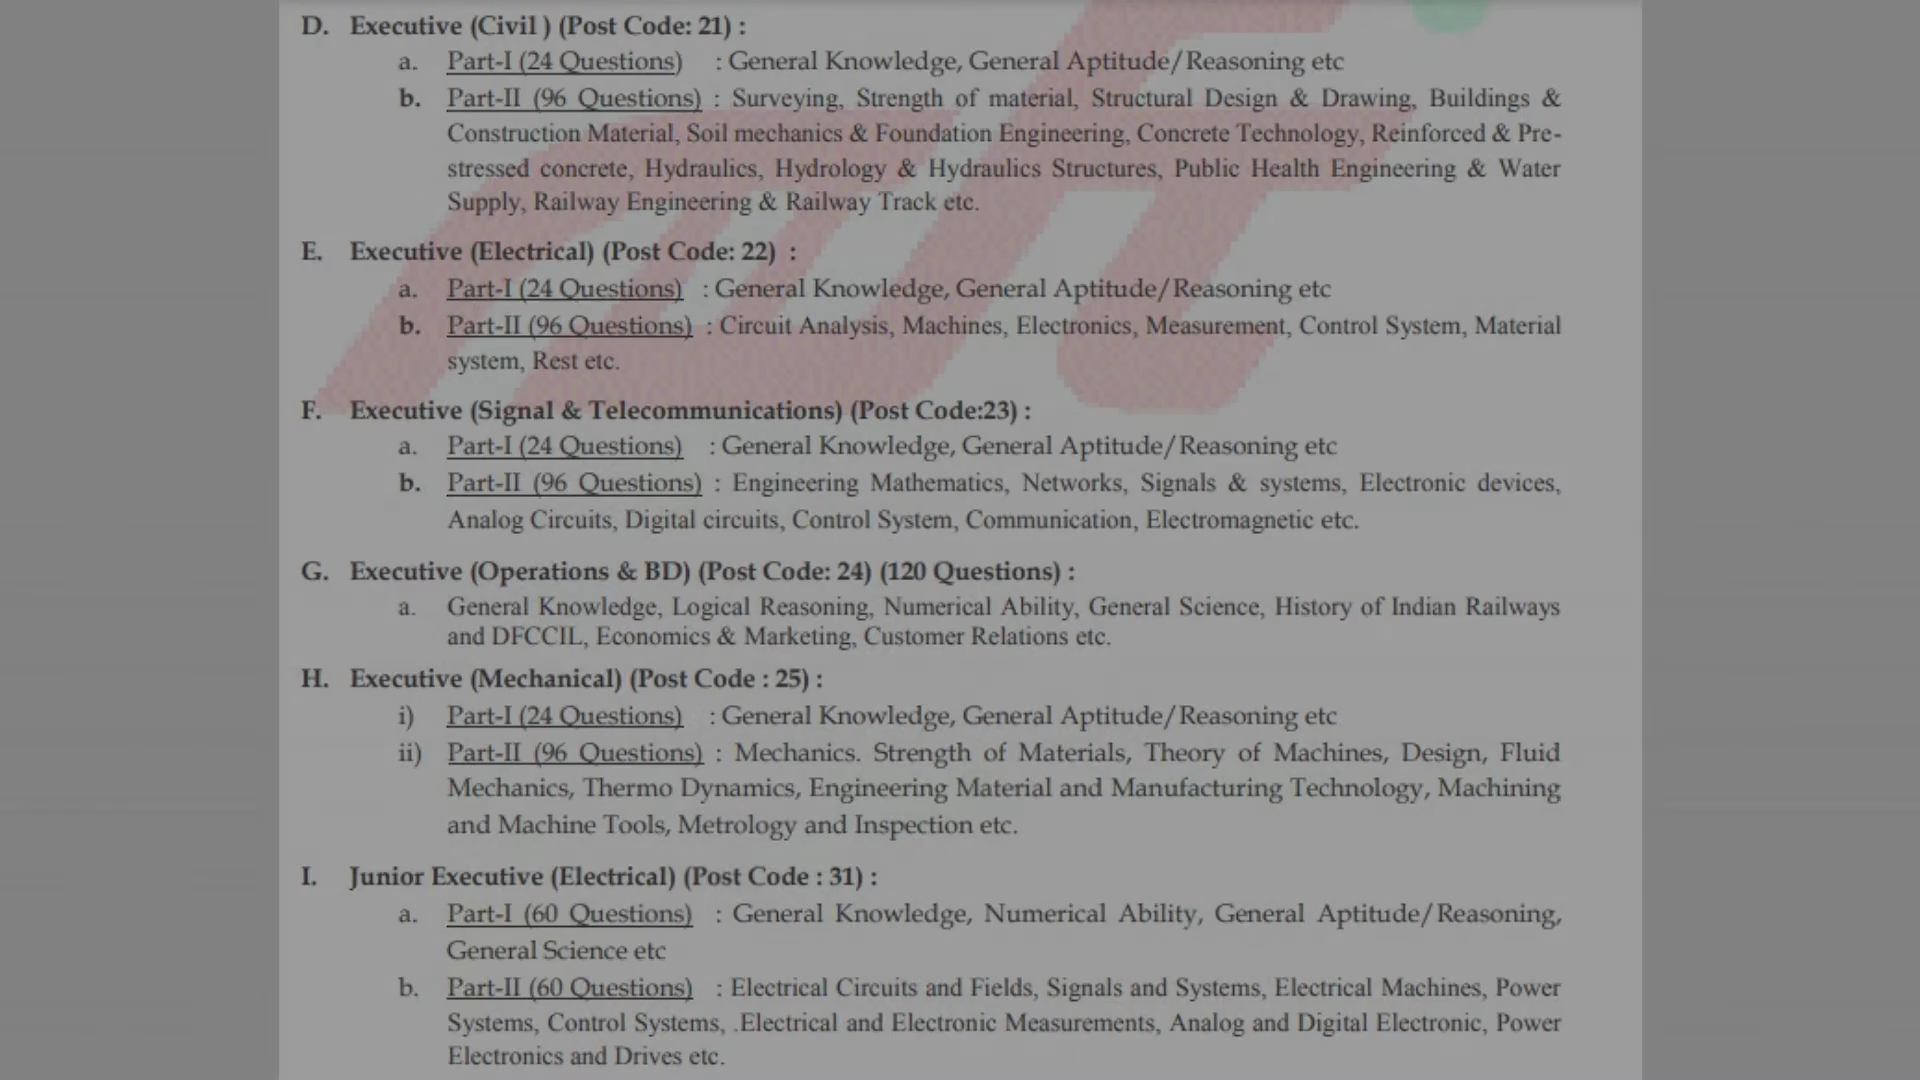 D. Executive (Civil ) (Post Code: 21) :
a. Part-I (24 Questions) : General Knowledge, General Aptitude/Reasoning etc
b. Part-II (96 Questions) : Surveying, Strength of material, Structural Design & Drawing, Buildings &
Construction Material, Soil mechanics & Foundation Engineering, Concrete Technology, Reinforced & Pre-
stressed concrete, Hydraulics, Hydrology & Hydraulics Structures, Public Health Engineering & Water
Supply, Railway Engineering & Railway Track etc.
E. Executive (Electrical) (Post Code: 22) :
a. Part-I (24 Questions) : General Knowledge, General Aptitude/Reasoning etc
b. Part-II (96 Questions) : Circuit Analysis, Machines, Electronics, Measurement, Control System, Material
system, Rest etc.
F. Executive (Signal & Telecommunications) (Post Code:23) :
a. Part-I (24 Questions) : General Knowledge, General Aptitude/Reasoning etc
b. Part-II (96 Questions) : Engineering Mathematics, Networks, Signals & systems, Electronic devices,
Analog Circuits, Digital circuits, Control System, Communication, Electromagnetic etc.
G. Executive (Operations & BD) (Post Code: 24) (120 Questions) :
a. General Knowledge, Logical Reasoning, Numerical Ability, General Science, History of Indian Railways
and DFCCIL, Economics & Marketing, Customer Relations etc.
H. Executive (Mechanical) (Post Code : 25) :
i) Part-I (24 Questions) : General Knowledge, General Aptitude/Reasoning etc
ii) Part-II (96 Questions) : Mechanics. Strength of Materials, Theory of Machines, Design, Fluid
Mechanics, Thermo Dynamics, Engineering Material and Manufacturing Technology, Machining
and Machine Tools, Metrology and Inspection etc.
I. Junior Executive (Electrical) (Post Code : 31) :
a. Part-I (60 Questions) : General Knowledge, Numerical Ability, General Aptitude/Reasoning,
General Science etc
b. Part-II (60 Questions) : Electrical Circuits and Fields, Signals and Systems, Electrical Machines, Power
Systems, Control Systems, .Electrical and Electronic Measurements, Analog and Digital Electronic, Power
Electronics and Drives etc.